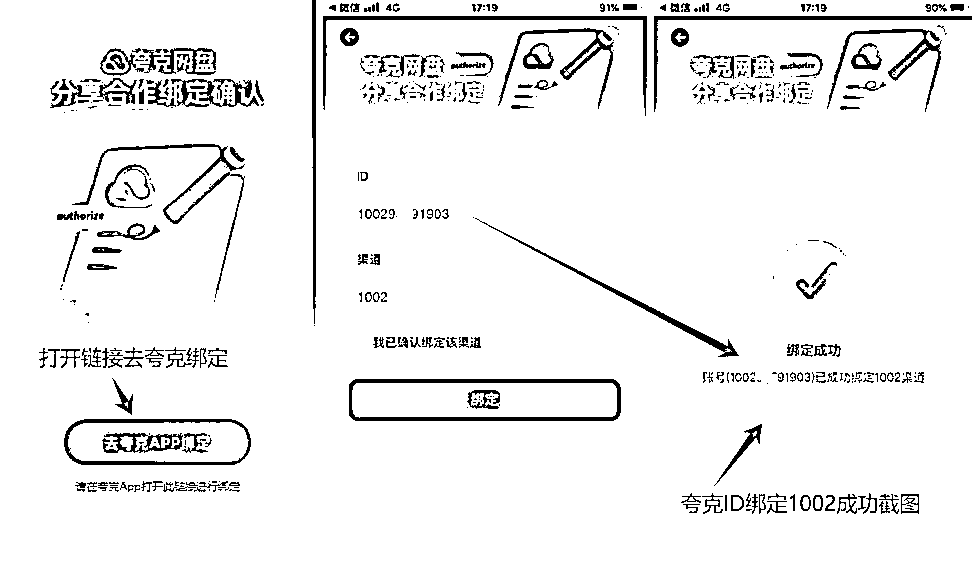 夸克网盘
分享合作绑定确认
authorize
打开链接去夸克绑定
去夸克APP绑定
请在夸克App打开此链接进行绑定
微信 4G 17:19 91%
夸克网盘 authorize
分享合作绑定
ID
10029 91903
渠道
1002
我已确认绑定该渠道
绑定
微信 4G 17:19 90%
夸克网盘 authorize
分享合作绑定
绑定成功
账号(1002 91903)已成功绑定1002渠道
夸克ID绑定1002成功截图